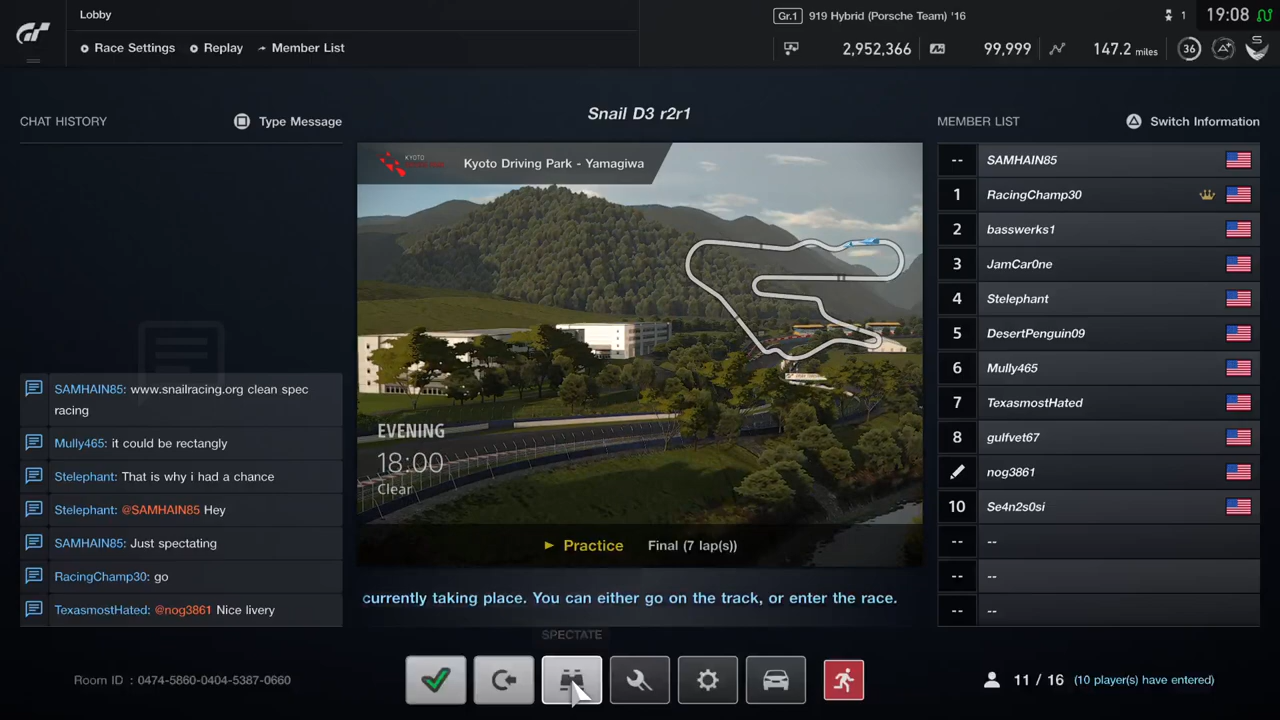 Lobby
Gr.1 919 Hybrid (Porsche Team) '16
1 19:08
Race Settings Replay Member List
2,952,366 99,999 147.2 miles 36 A+ S
Snail D3 r2r1
CHAT HISTORY Type Message
MEMBER LIST Switch Information
KYOTO
Kyoto Driving Park - Yamagiwa
-- SAMHAIN85
1 RacingChamp30
2 basswerks1
3 JamCar0ne
4 Stelephant
5 DesertPenguin09
6 Mully465
7 TexasmostHated
8 gulfvet67
nog3861
10 Se4n2s0si
-- --
-- --
-- --
SAMHAIN85: www.snailracing.org clean spec
racing
Mully465: it could be rectangly
Stelephant: That is why i had a chance
Stelephant: @SAMHAIN85 Hey
SAMHAIN85: Just spectating
RacingChamp30: go
TexasmostHated: @nog3861 Nice livery
EVENING
18:00
Clear
Practice Final (7 lap(s))
currently taking place. You can either go on the track, or enter the race.
SPECTATE
Room ID : 0474-5860-0404-5387-0660
11 / 16 (10 player(s) have entered)